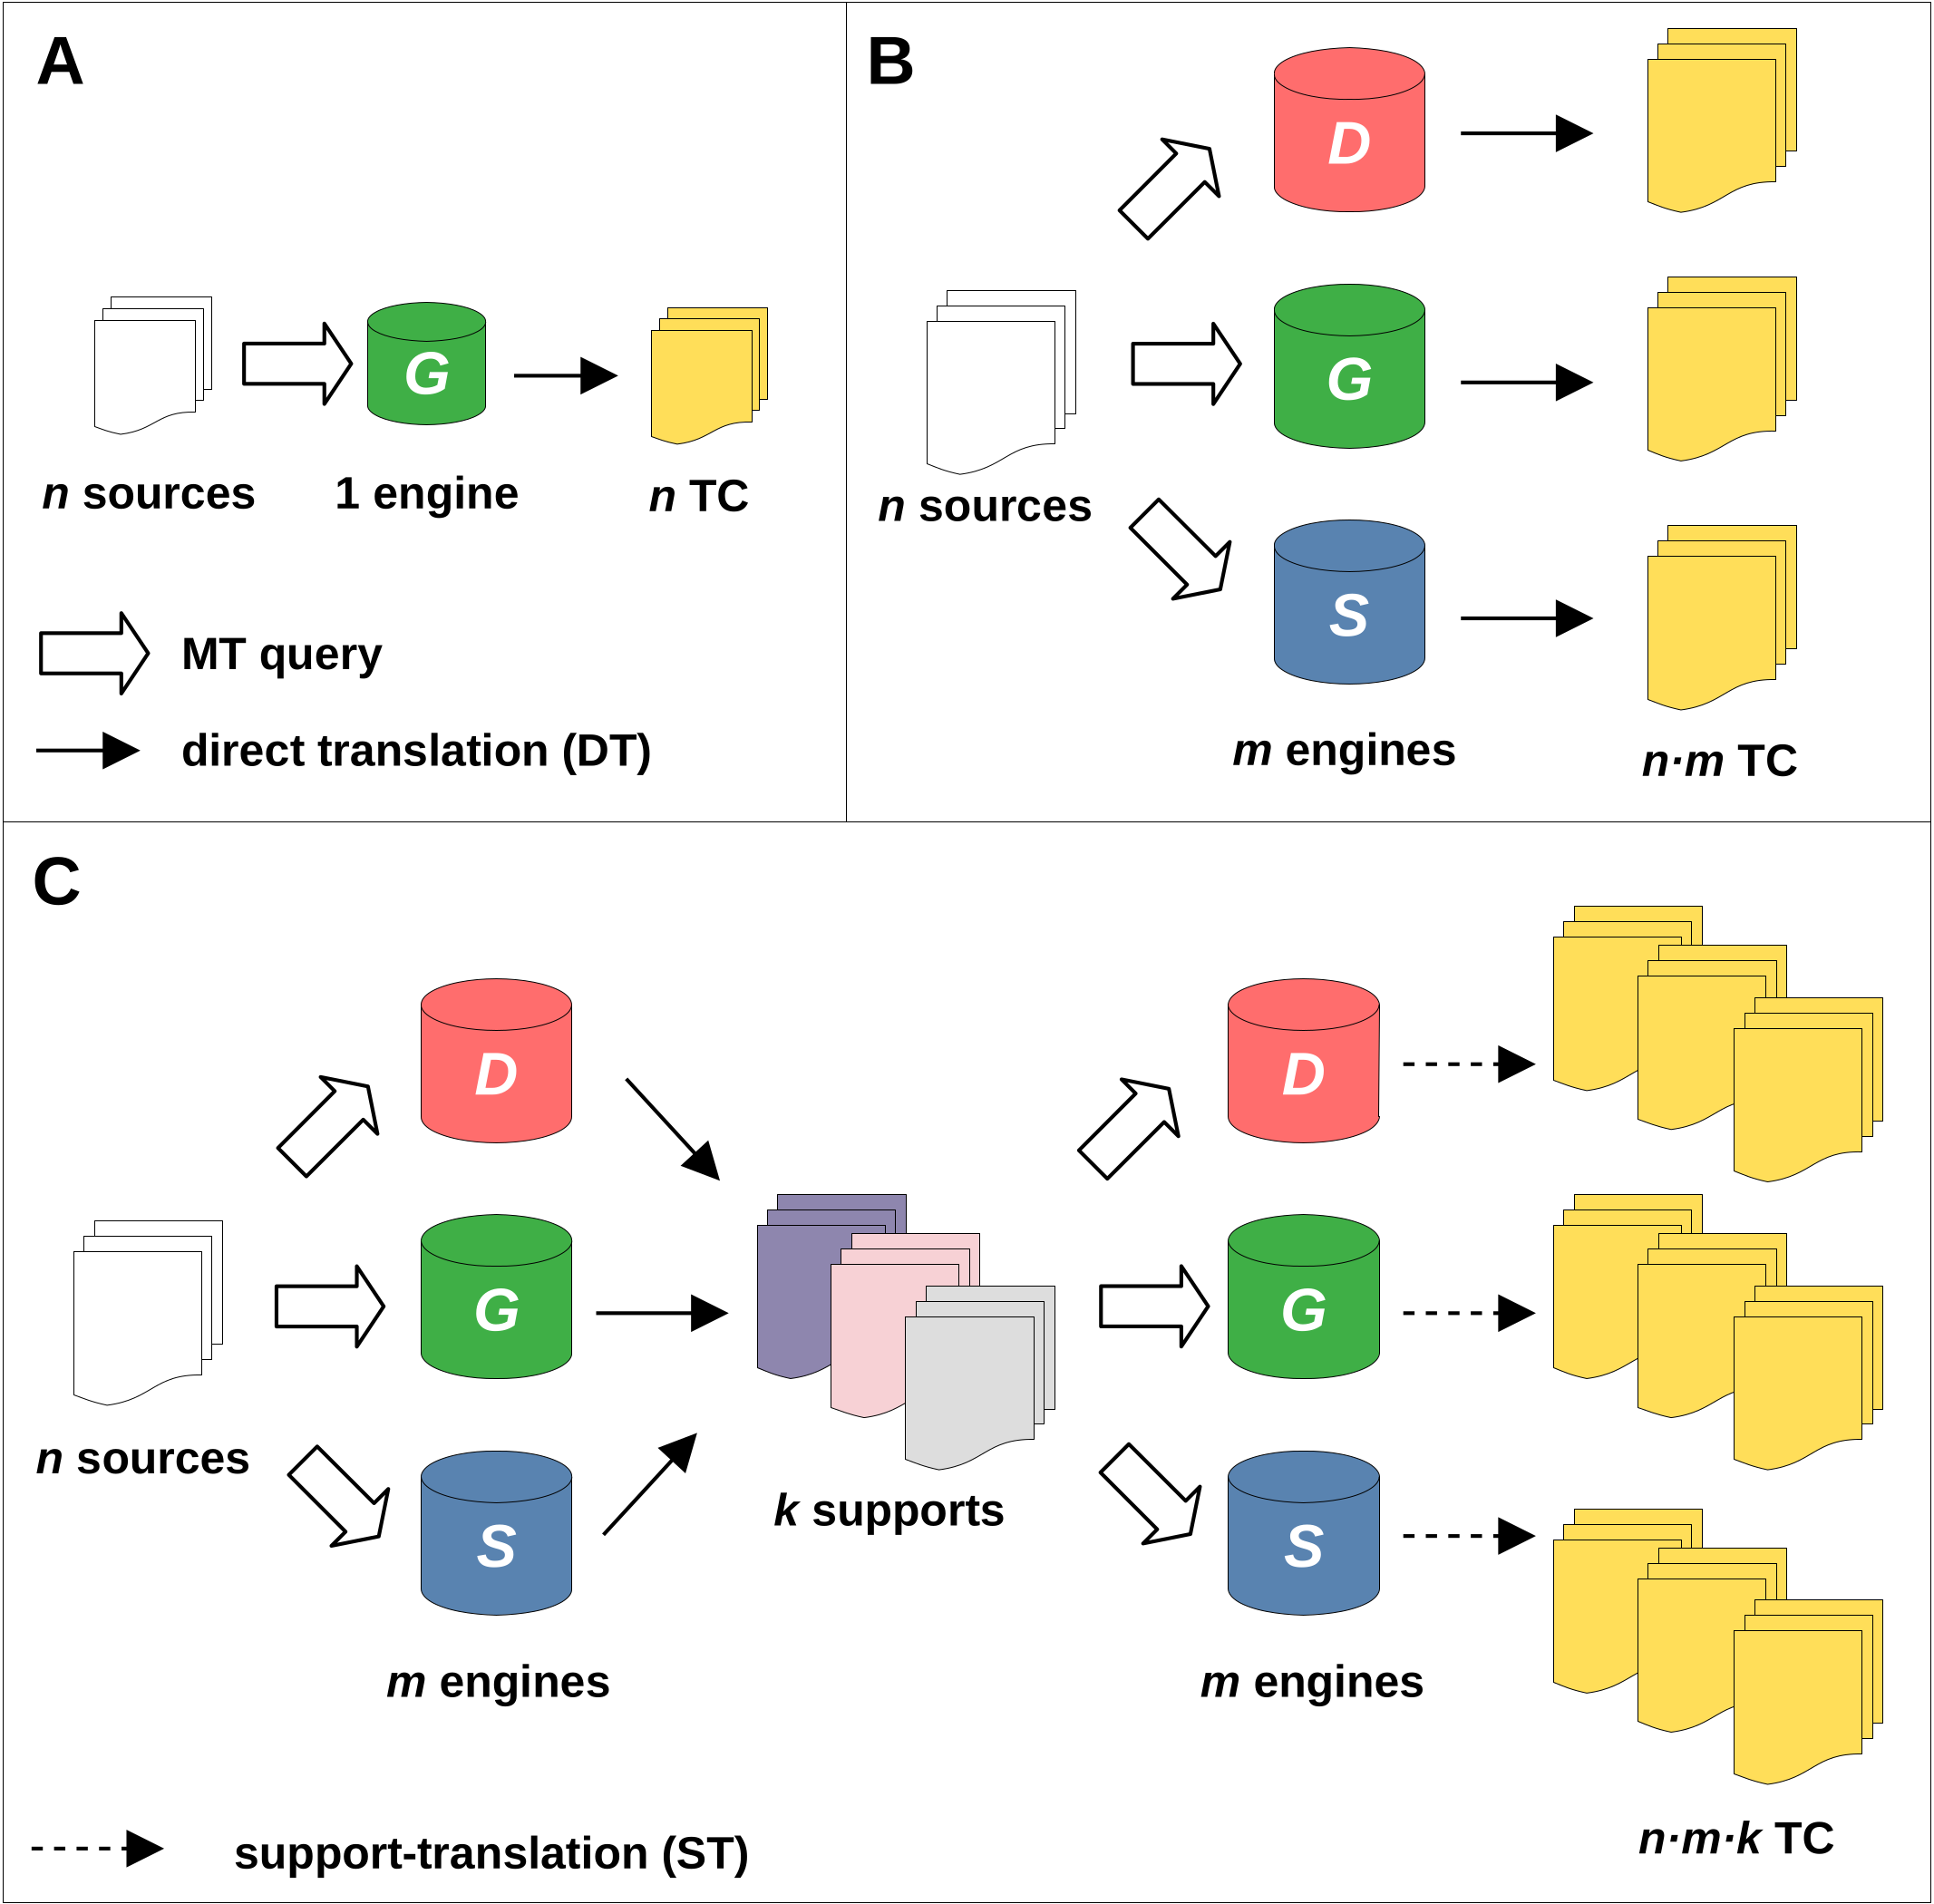 A
G
n sources
1 engine
n TC
MT query
direct translation (DT)
B
D
G
S
n sources
m engines
n·m TC
C
D
G
S
n sources
m engines
k supports
D
G
S
m engines
n·m·k TC
support-translation (ST)